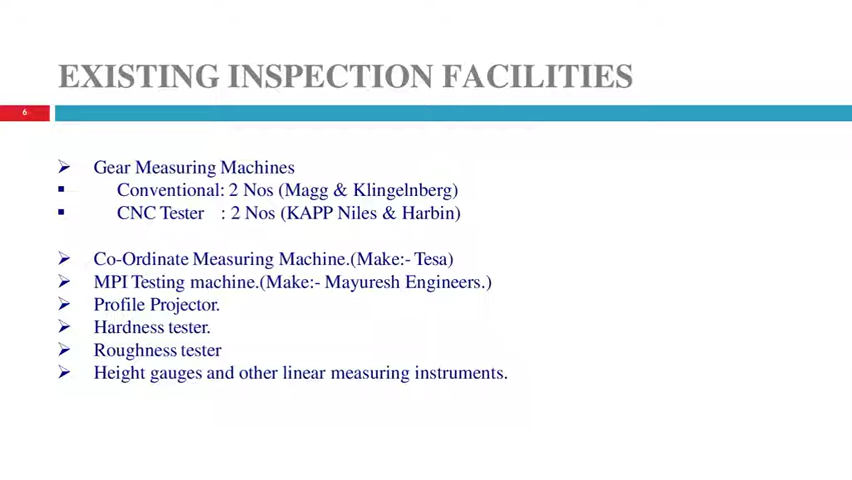 EXISTING INSPECTION FACILITIES
6
Gear Measuring Machines
Conventional: 2 Nos (Magg & Klingelnberg)
CNC Tester : 2 Nos (KAPP Niles & Harbin)
Co-Ordinate Measuring Machine.(Make:- Tesa)
MPI Testing machine.(Make:- Mayuresh Engineers.)
Profile Projector.
Hardness tester.
Roughness tester
Height gauges and other linear measuring instruments.